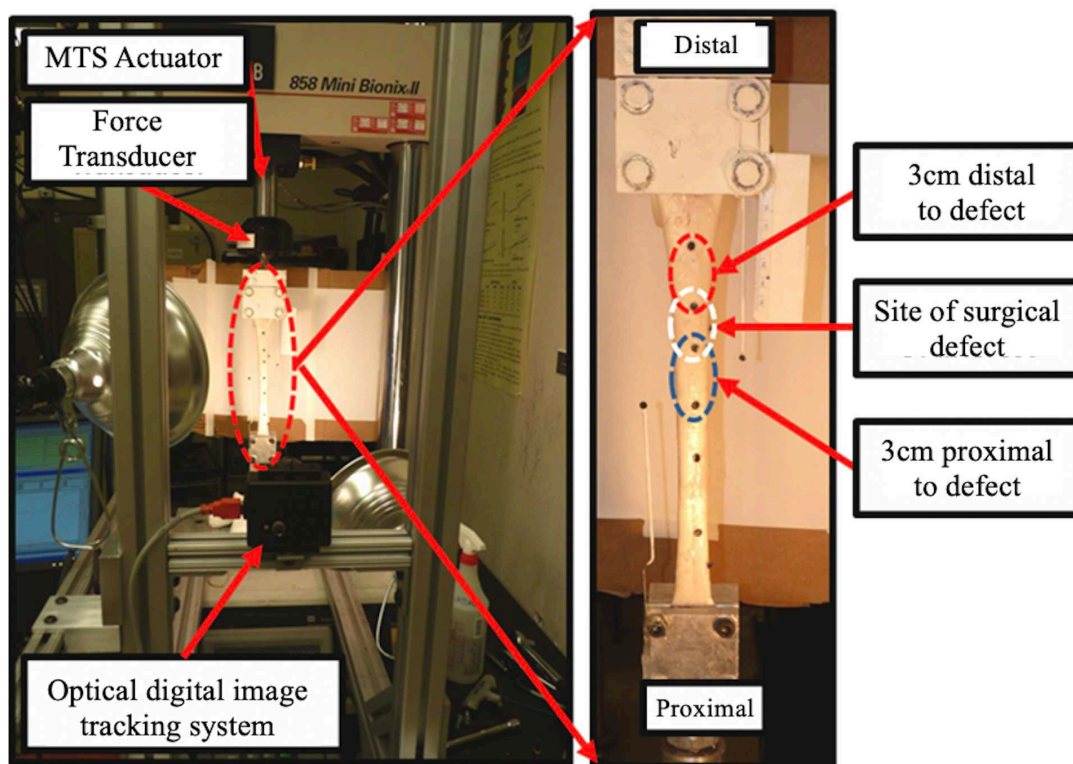 MTS Actuator
Force
Transducer
858 Mini Bionix II
B
Optical digital image
tracking system
Distal
3cm distal
to defect
Site of surgical
defect
3cm proximal
to defect
Proximal